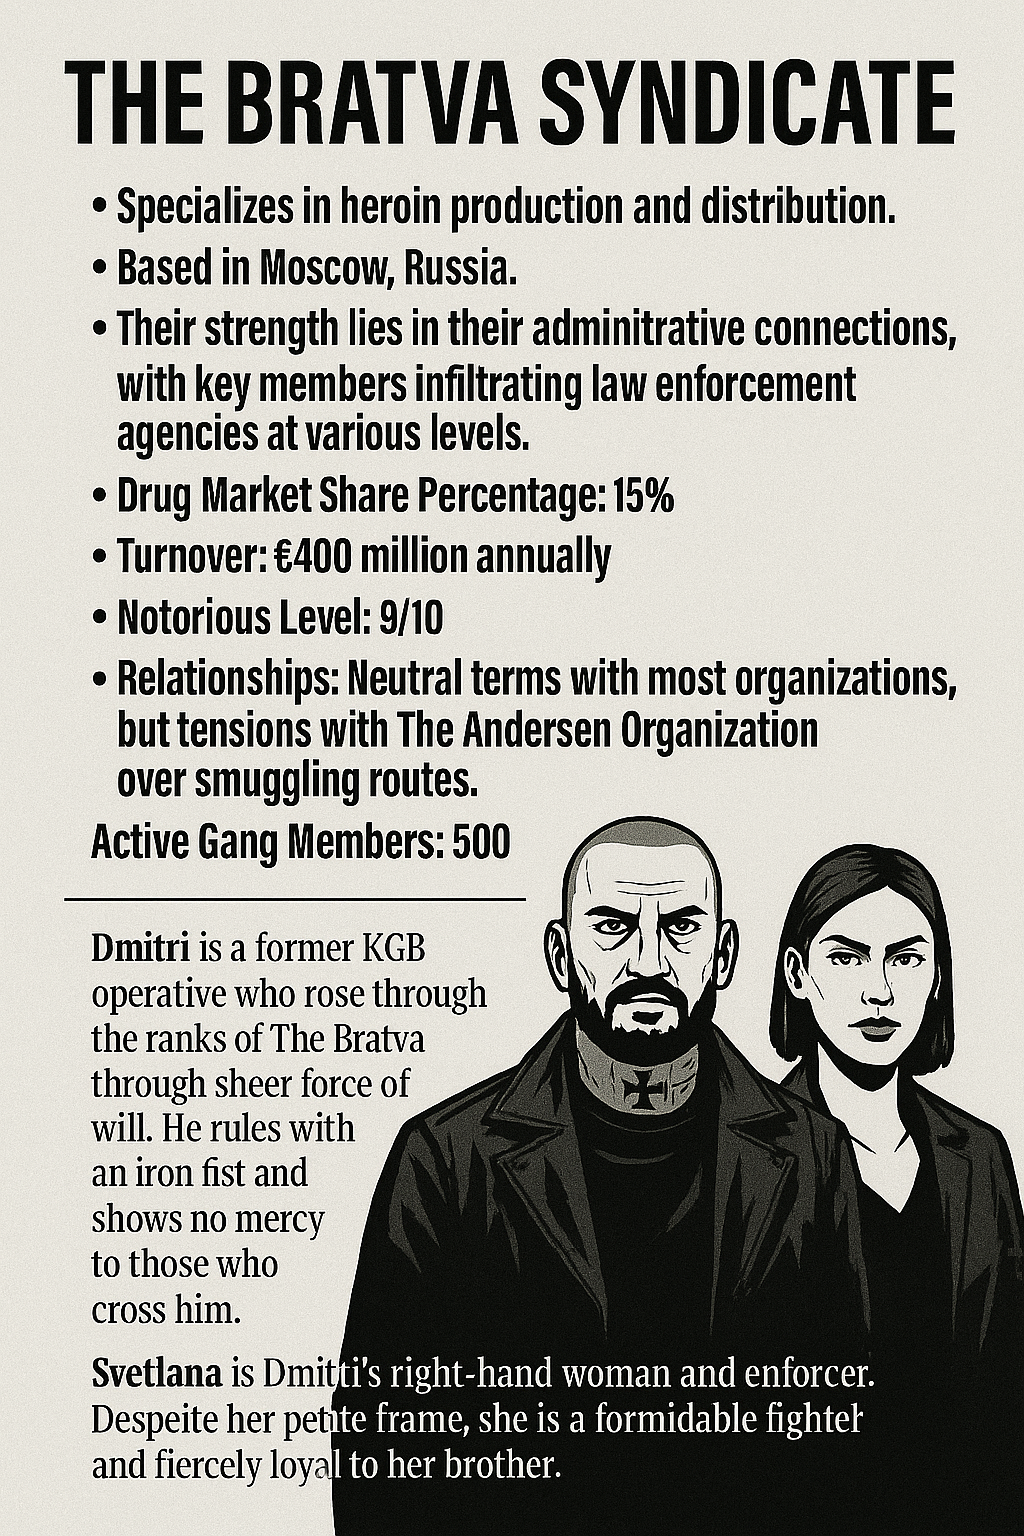 THE BRATVA SYNDICATE
• Specializes in heroin production and distribution.
• Based in Moscow, Russia.
• Their strength lies in their adminitrative connections,
with key members infiltrating law enforcement
agencies at various levels.
• Drug Market Share Percentage: 15%
• Turnover: €400 million annually
• Notorious Level: 9/10
• Relationships: Neutral terms with most organizations,
but tensions with The Andersen Organization
over smuggling routes.
Active Gang Members: 500
Dmitri is a former KGB
operative who rose through
the ranks of The Bratva
through sheer force of
will. He rules with
an iron fist and
shows no mercy
to those who
cross him.
Svetlana is Dmitti's right-hand woman and enforcer.
Despeite her petite frame, she is a formidable fighter
and fiercely loyal to her brother.